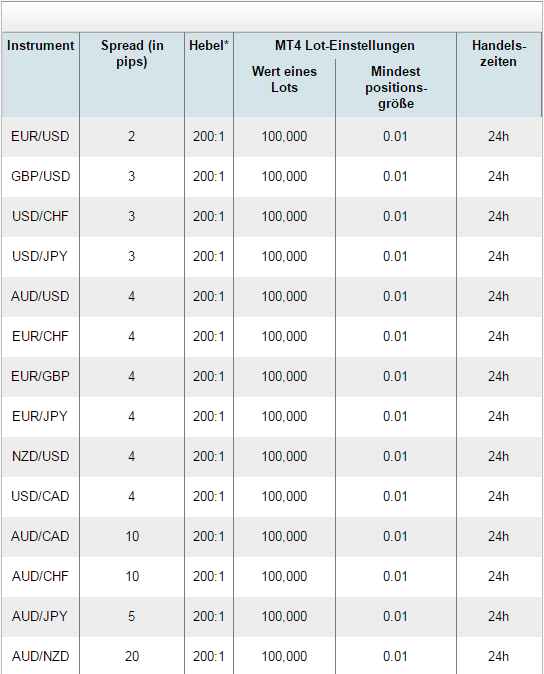 Instrument Spread (in pips) Hebel* MT4 Lot-Einstellungen Handels-zeiten
Wert eines Lots Mindest positions-größe
EUR/USD 2 200:1 100,000 0.01 24h
GBP/USD 3 200:1 100,000 0.01 24h
USD/CHF 3 200:1 100,000 0.01 24h
USD/JPY 3 200:1 100,000 0.01 24h
AUD/USD 4 200:1 100,000 0.01 24h
EUR/CHF 4 200:1 100,000 0.01 24h
EUR/GBP 4 200:1 100,000 0.01 24h
EUR/JPY 4 200:1 100,000 0.01 24h
NZD/USD 4 200:1 100,000 0.01 24h
USD/CAD 4 200:1 100,000 0.01 24h
AUD/CAD 10 200:1 100,000 0.01 24h
AUD/CHF 10 200:1 100,000 0.01 24h
AUD/JPY 5 200:1 100,000 0.01 24h
AUD/NZD 20 200:1 100,000 0.01 24h